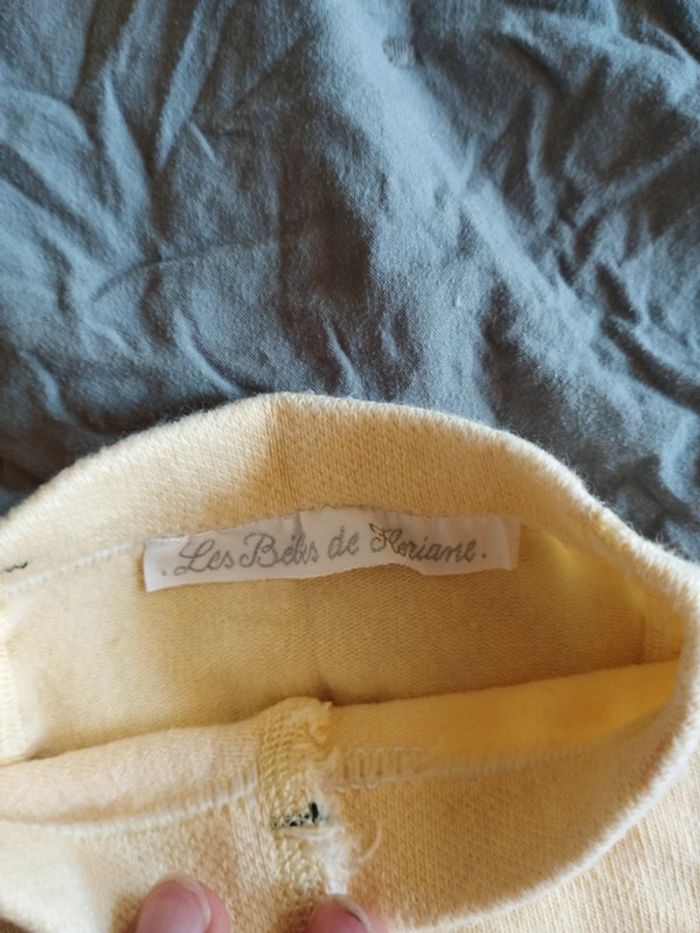 . Les Bébés de Floriane .